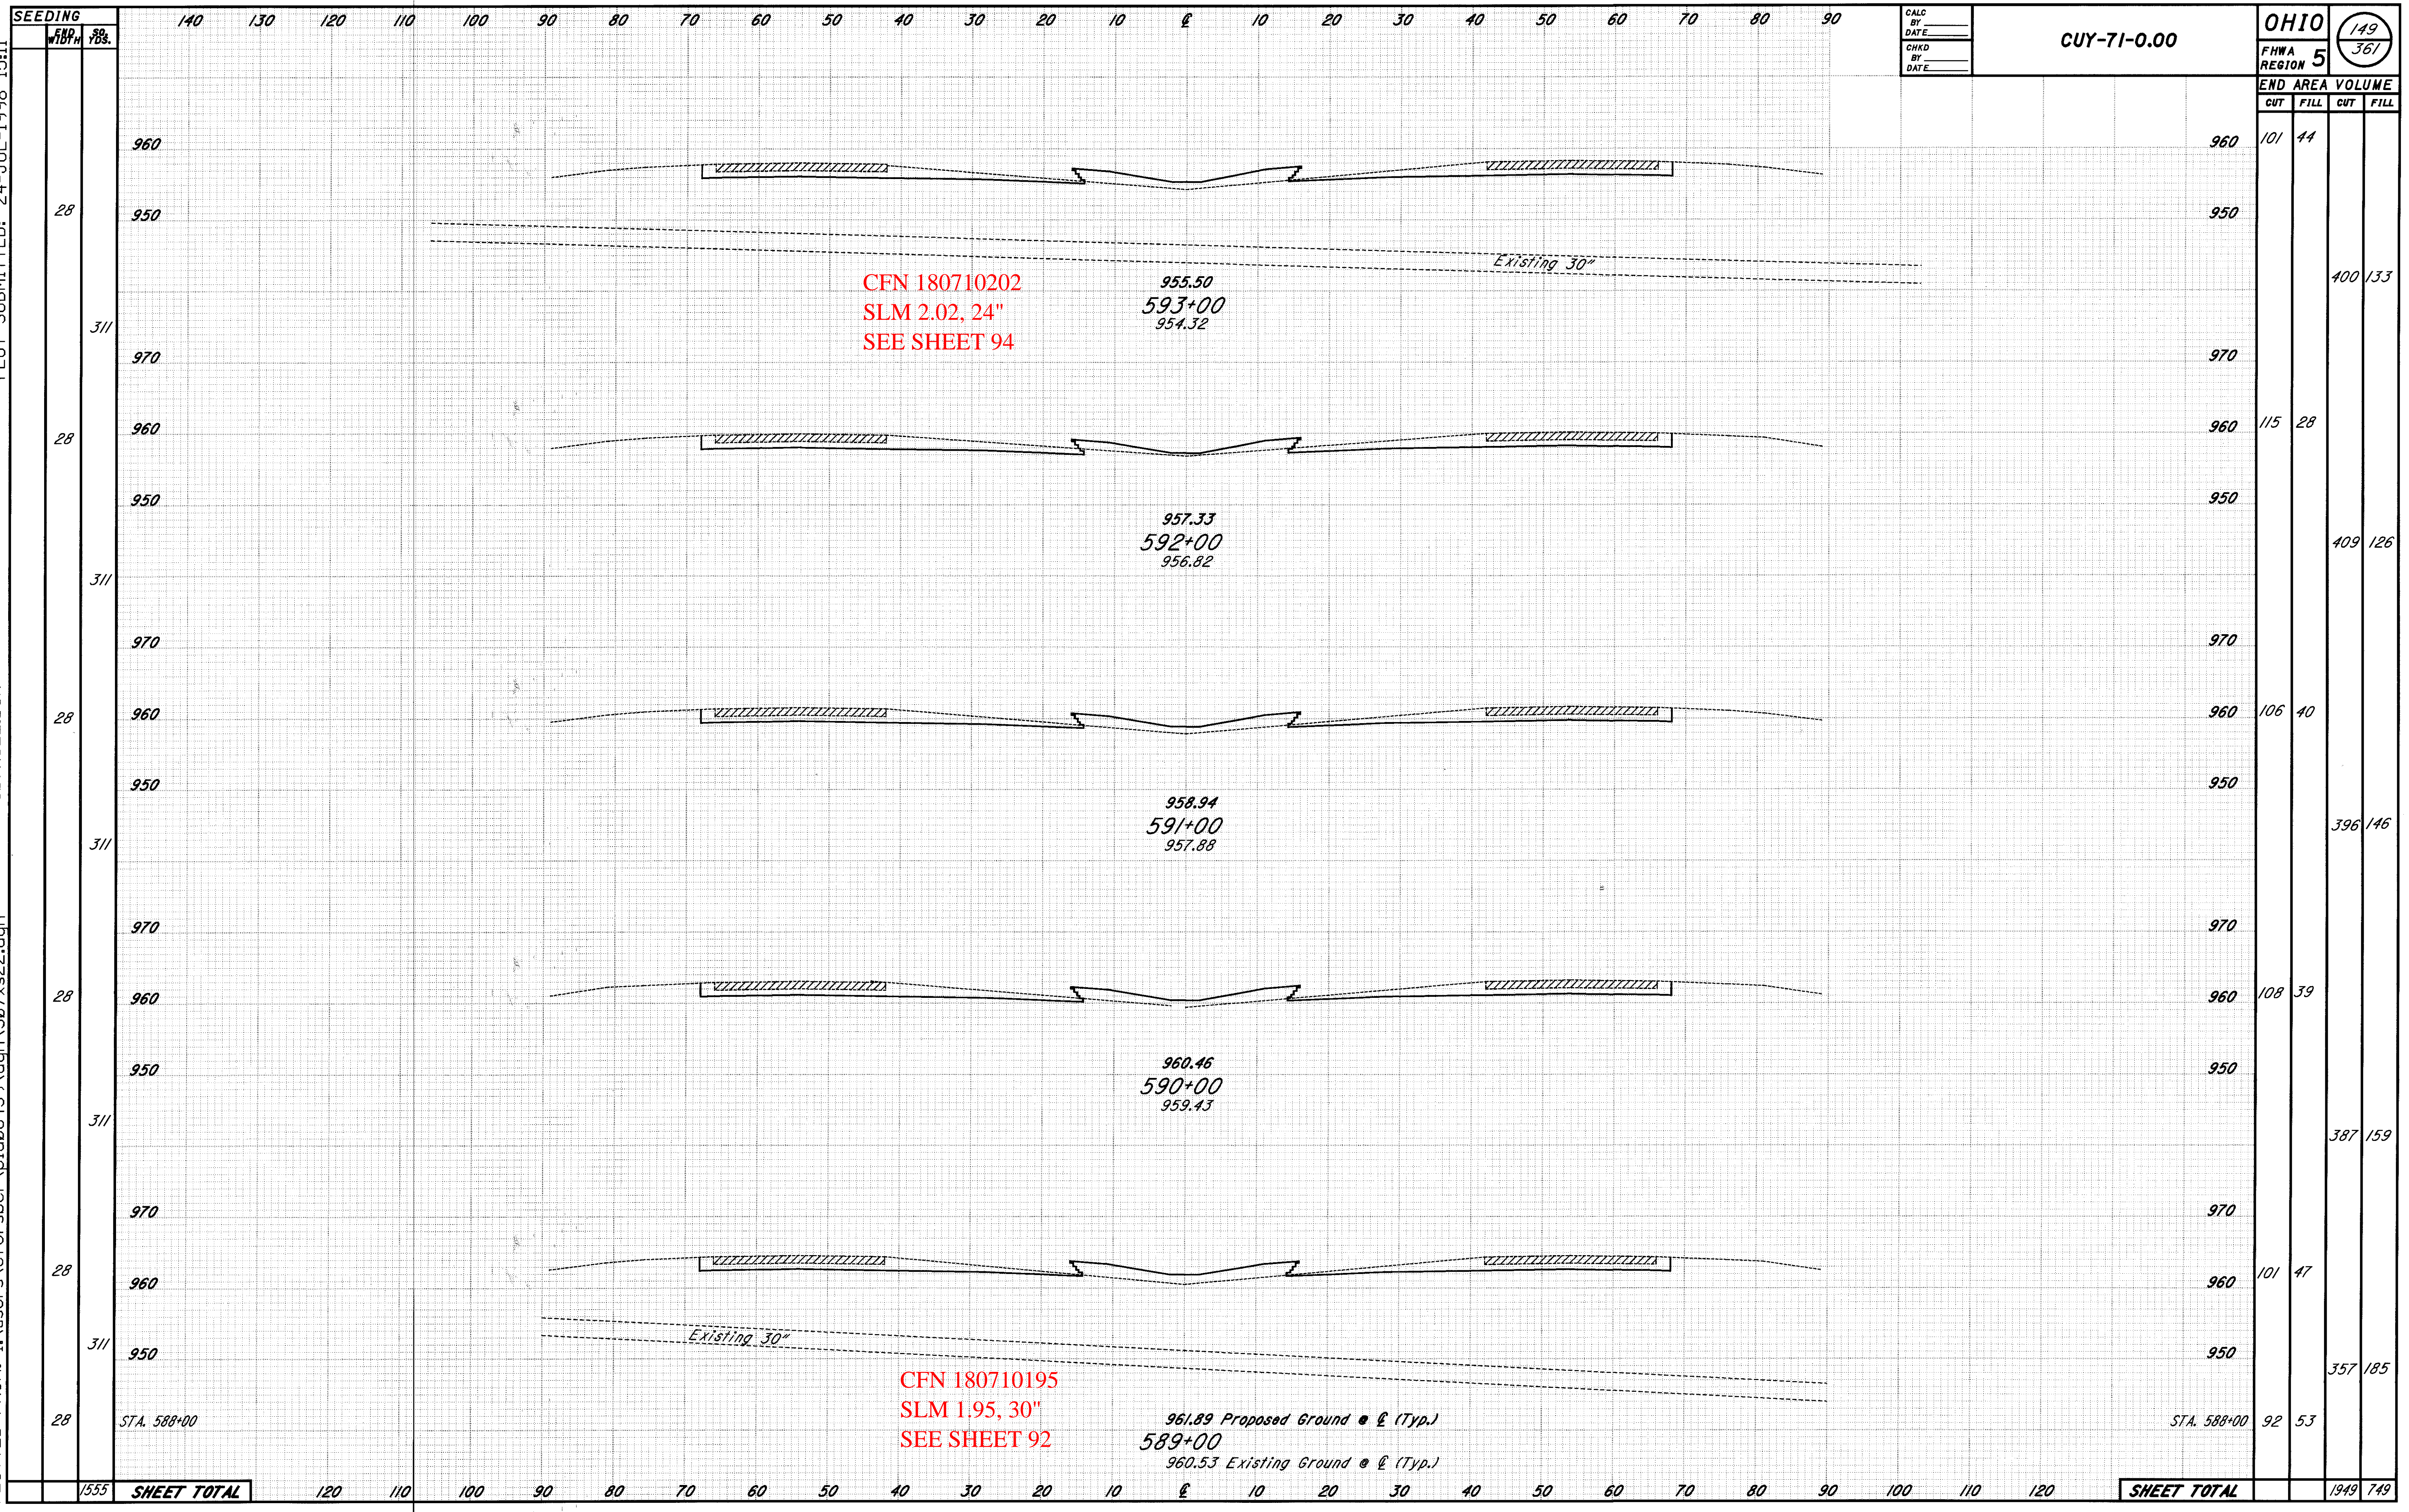 SEEDING
END WIDTH
SQ. YDS.
140 130 120 110 100 90 80 70 60 50 40 30 20 10 ℄ 10 20 30 40 50 60 70 80 90
CALC
BY
DATE
CHKD
BY
DATE
CUY-71-0.00
OHIO
FHWA
REGION 5
149
361
END AREA VOLUME
CUT FILL CUT FILL
960 960 101 44
28 950 950
Existing 30"
400 133
CFN 180710202
SLM 2.02, 24"
SEE SHEET 94
955.50
593+00
954.32
311
970 970
28 960 960 115 28
950 950
957.33
592+00
956.82
409 126
311
970 970
28 960 960 106 40
950 950
958.94
591+00
957.88
396 146
311
970 970
28 960 960 108 39
950 950
960.46
590+00
959.43
311
387 159
970 970
28 960 960 101 47
Existing 30"
311 950 950
357 185
CFN 180710195
SLM 1.95, 30"
SEE SHEET 92
28 STA. 588+00 STA. 588+00 92 53
961.89 Proposed Ground @ ℄ (Typ.)
589+00
960.53 Existing Ground @ ℄ (Typ.)
1555 SHEET TOTAL 120 110 100 90 80 70 60 50 40 30 20 10 ℄ 10 20 30 40 50 60 70 80 90 100 110 120 SHEET TOTAL 1949 749